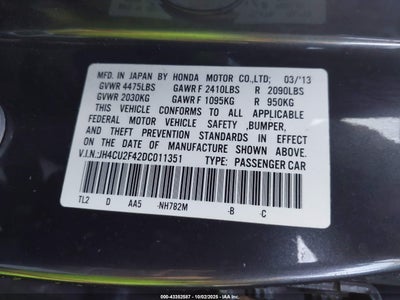 MFD. IN JAPAN BY HONDA MOTOR CO.,LTD; 03/'13
GVWR 4475LBS GAWR F 2410LBS R 2090LBS
GVWR 2030KG GAWR F 1095KG R 950KG
THIS VEHICLE CONFORMS TO ALL APPLICABLE
FEDERAL MOTOR VEHICLE SAFETY ,BUMPER,
AND THEFT PREVENTION STANDARDS IN EFFECT
ON THE DATE OF MANUFACTURE SHOWN ABOVE.
V.I.N.:JH4CU2F42DC011351 TYPE: PASSENGER CAR
TL2 D AA5 -NH782M -B -C
000-43352587 - 10/02/2025 - IAAI.COM